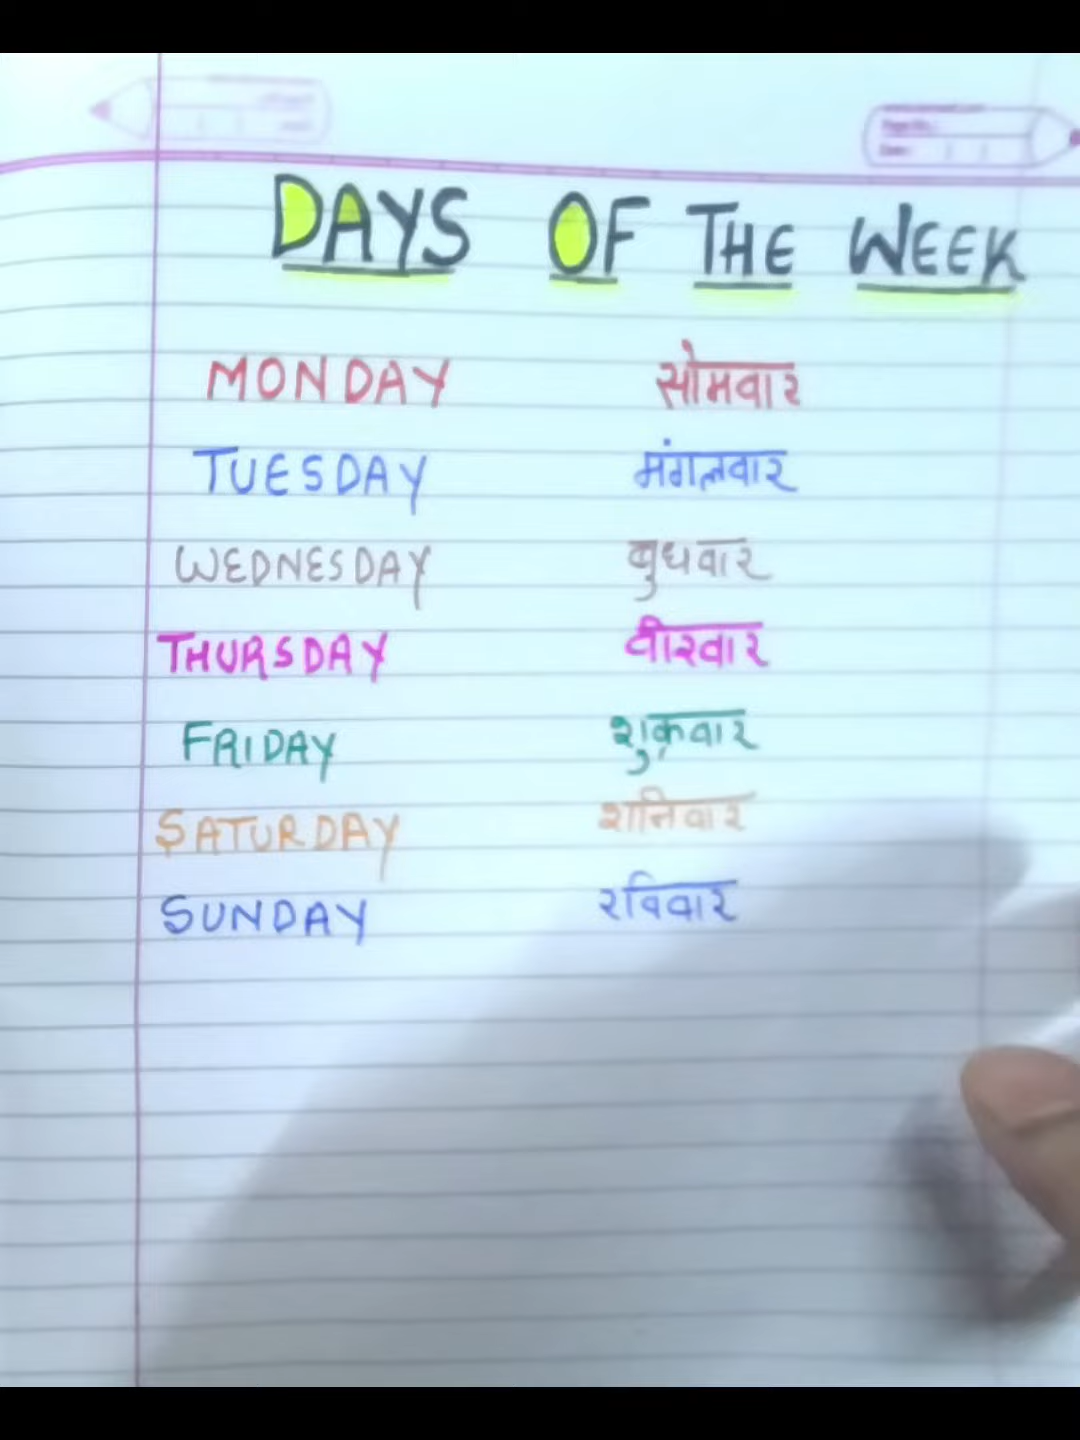 DAYS OF THE WEEK
MONDAY सोमवार
TUESDAY मंगलवार
WEDNESDAY बुधवार
THURSDAY वीरवार
FRIDAY शुक्रवार
SATURDAY शनिवार
SUNDAY रविवार